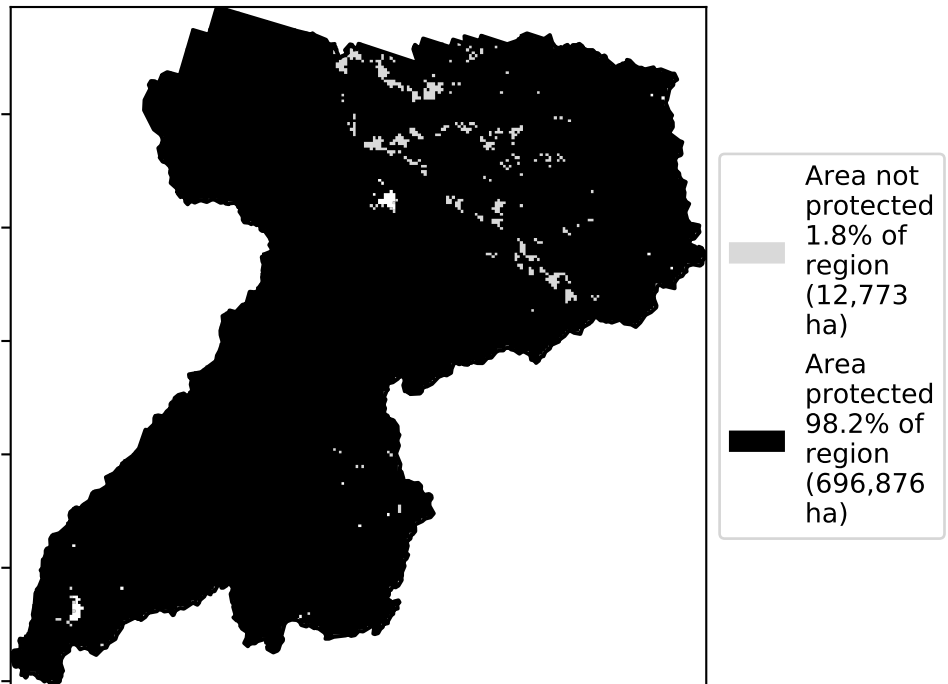 Area not
protected
1.8% of
region
(12,773
ha)
Area
protected
98.2% of
region
(696,876
ha)